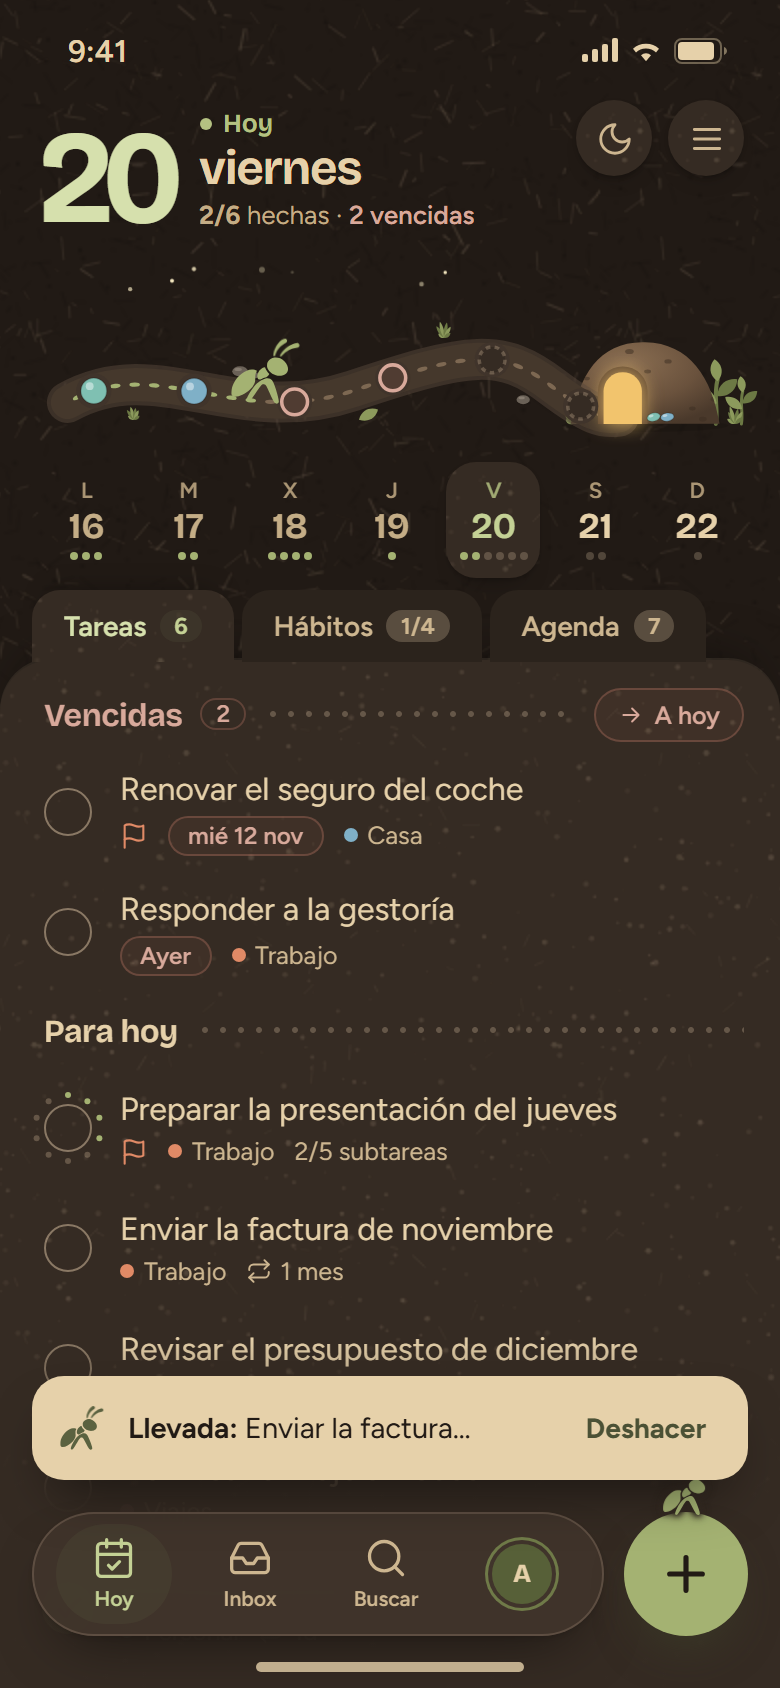 9:41
20
Hoy
viernes
2/6 hechas · 2 vencidas
L M X J V S D
16 17 18 19 20 21 22
Tareas 6 Hábitos 1/4 Agenda 7
Vencidas 2 → A hoy
Renovar el seguro del coche
mié 12 nov Casa
Responder a la gestoría
Ayer Trabajo
Para hoy
Preparar la presentación del jueves
Trabajo 2/5 subtareas
Enviar la factura de noviembre
Trabajo 1 mes
Revisar el presupuesto de diciembre
Llevada: Enviar la factura... Deshacer
A
Hoy Inbox Buscar